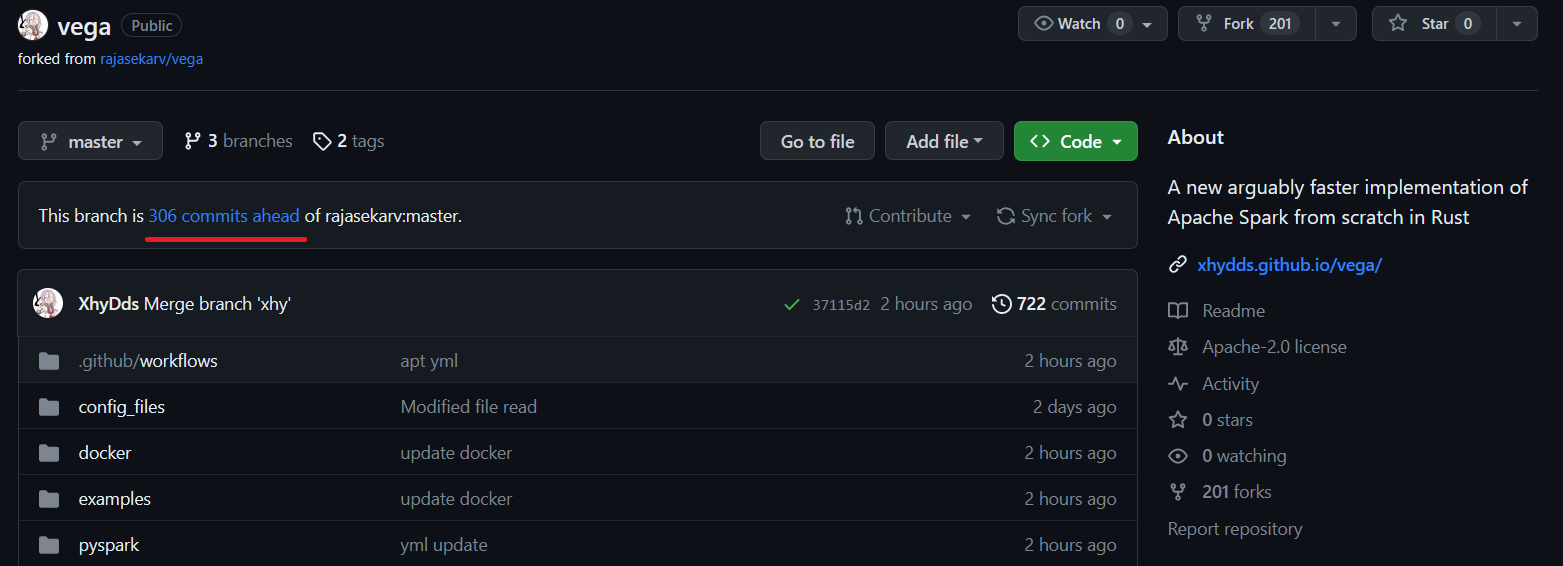 vega Public Watch 0 Fork 201 Star 0
forked from rajasekarv/vega
master 3 branches 2 tags Go to file Add file Code
This branch is 306 commits ahead of rajasekarv:master. Contribute Sync fork
XhyDds Merge branch 'xhy' 37115d2 2 hours ago 722 commits
.github/workflows apt yml 2 hours ago
config_files Modified file read 2 days ago
docker update docker 2 hours ago
examples update docker 2 hours ago
pyspark yml update 2 hours ago
About
A new arguably faster implementation of
Apache Spark from scratch in Rust
xhydds.github.io/vega/
Readme
Apache-2.0 license
Activity
0 stars
0 watching
201 forks
Report repository